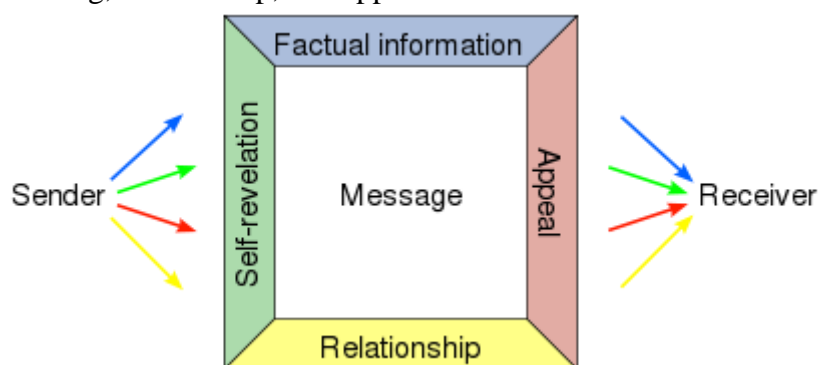 Factual information
Self-revelation
Sender
Message
Appeal
Receiver
Relationship